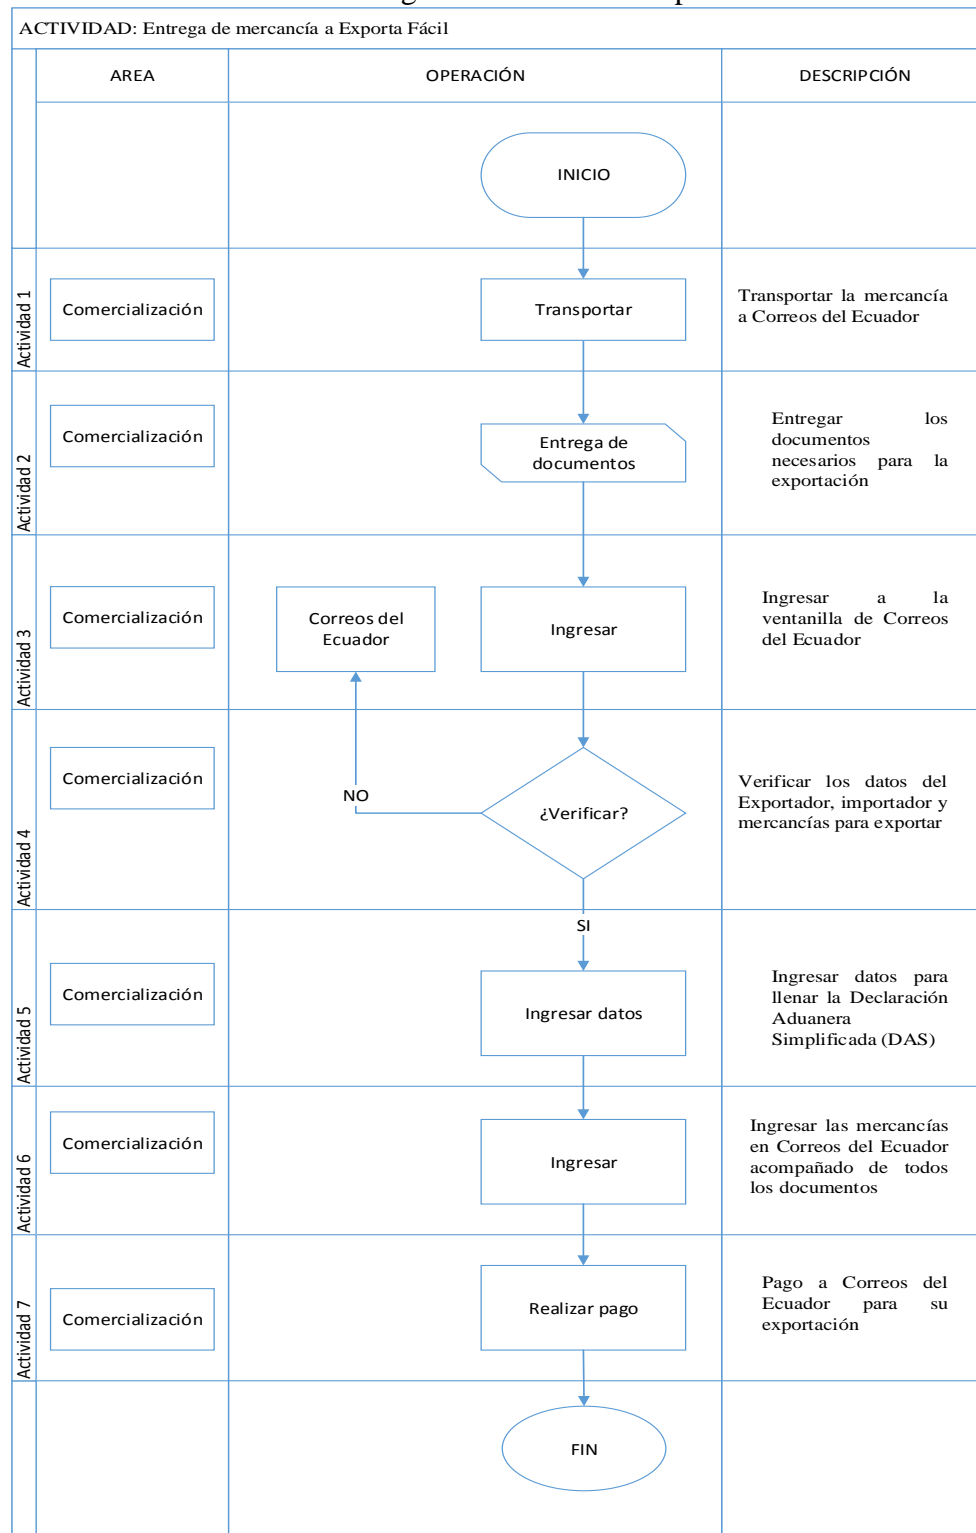 ACTIVIDAD: Entrega de mercancía a Exporta Fácil
AREA
OPERACIÓN
DESCRIPCIÓN
INICIO
Actividad 1
Comercialización
Transportar
Transportar la mercancía
a Correos del Ecuador
Actividad 2
Comercialización
Entrega de
documentos
Entregar los
documentos
necesarios para la
exportación
Actividad 3
Comercialización
Correos del
Ecuador
Ingresar
Ingresar a la
ventanilla de Correos
del Ecuador
Actividad 4
Comercialización
NO
¿Verificar?
Verificar los datos del
Exportador, importador y
mercancías para exportar
SI
Actividad 5
Comercialización
Ingresar datos
Ingresar datos para
llenar la Declaración
Aduanera
Simplificada (DAS)
Actividad 6
Comercialización
Ingresar
Ingresar las mercancías
en Correos del Ecuador
acompañado de todos
los documentos
Actividad 7
Comercialización
Realizar pago
Pago a Correos del
Ecuador para su
exportación
FIN